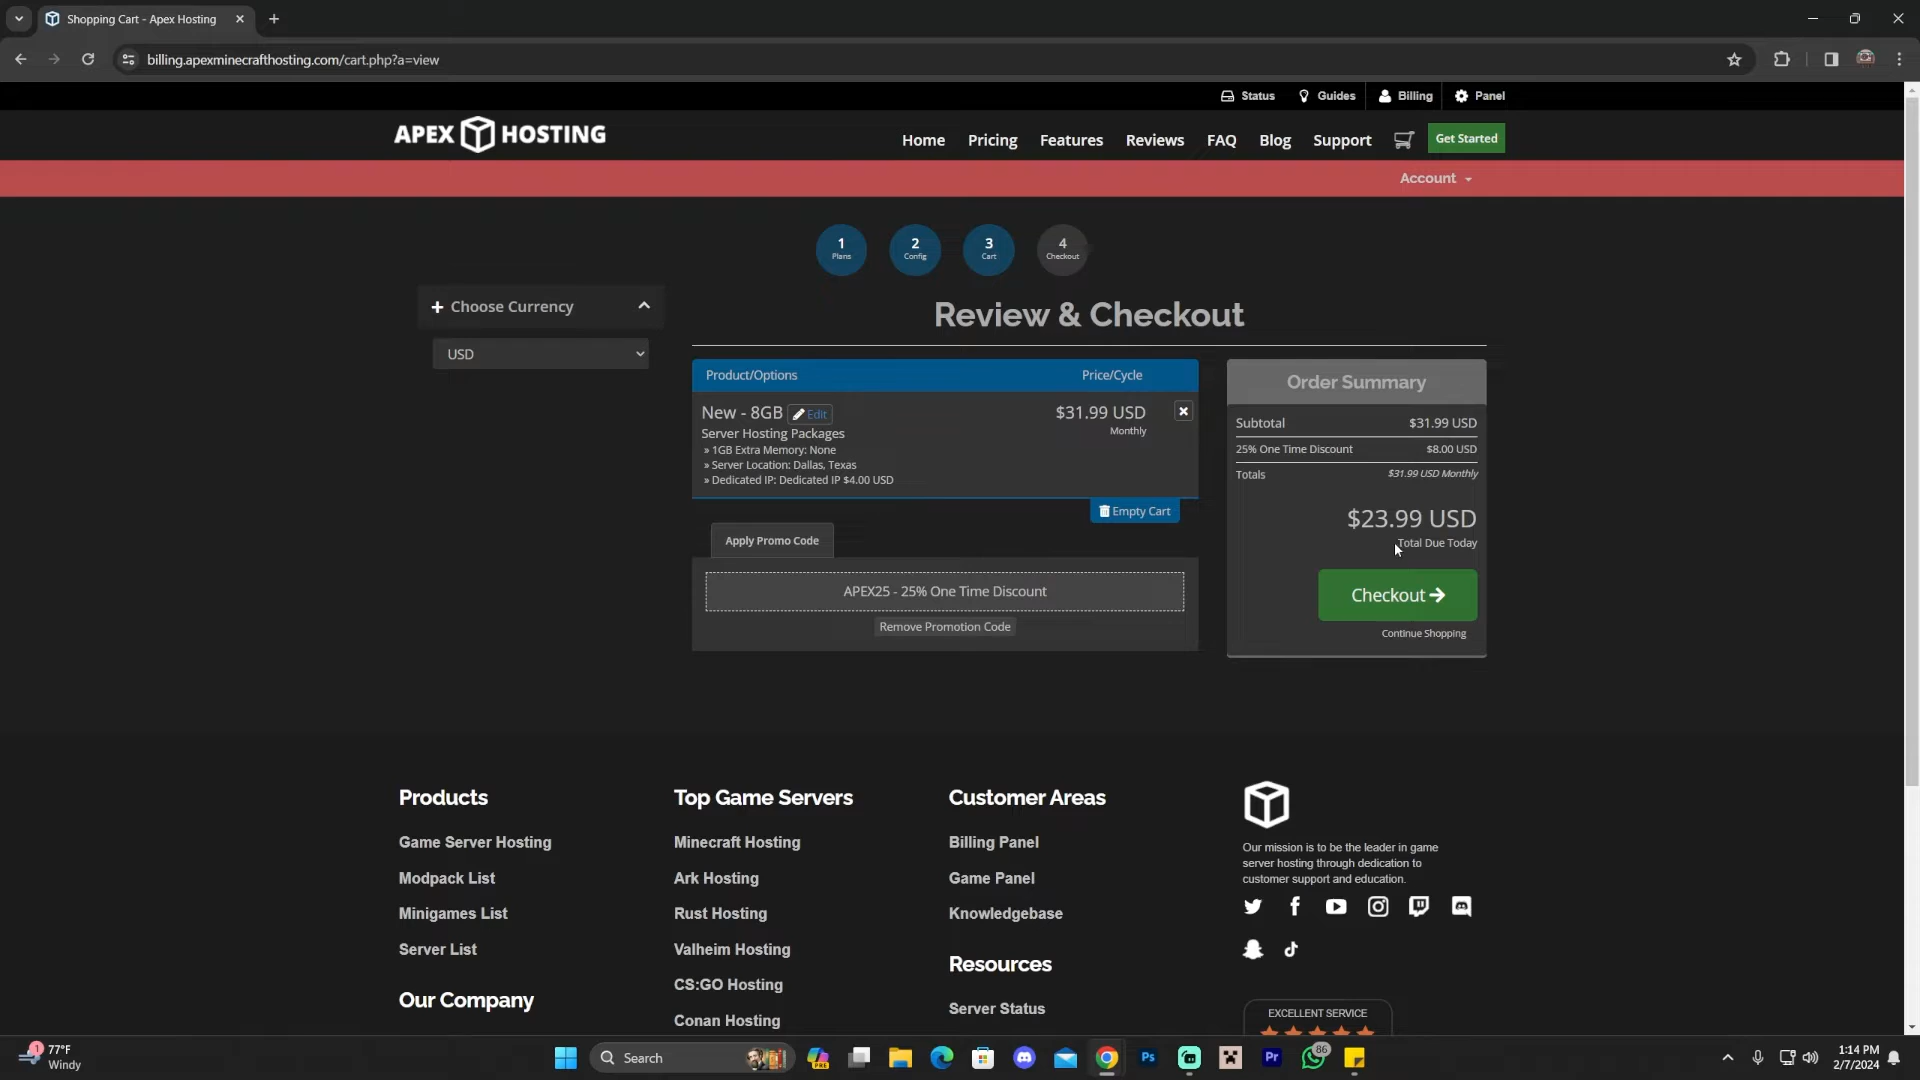 Shopping Cart - Apex Hosting
billing.apexminecrafthosting.com/cart.php?a=view
Status
Guides
Billing
Panel
APEX HOSTING
Home
Pricing
Features
Reviews
FAQ
Blog
Support
Get Started
Account
1
Plans
2
Config
3
Cart
4
Checkout
Choose Currency
USD
Review & Checkout
Product/Options
Price/Cycle
New - 8GB
Edit
$31.99 USD
Monthly
Server Hosting Packages
» 1GB Extra Memory: None
» Server Location: Dallas, Texas
» Dedicated IP: Dedicated IP $4.00 USD
Empty Cart
Apply Promo Code
APEX25 - 25% One Time Discount
Remove Promotion Code
Order Summary
Subtotal $31.99 USD
25% One Time Discount $8.00 USD
Totals $31.99 USD Monthly
$23.99 USD
Total Due Today
Checkout
Continue Shopping
Products
Game Server Hosting
Modpack List
Minigames List
Server List
Our Company
Top Game Servers
Minecraft Hosting
Ark Hosting
Rust Hosting
Valheim Hosting
CS:GO Hosting
Conan Hosting
Customer Areas
Billing Panel
Game Panel
Knowledgebase
Resources
Server Status
Our mission is to be the leader in game
server hosting through dedication to
customer support and education.
EXCELLENT SERVICE
1
77°F
Windy
Search
PRE
Ps
Pr
86
1:14 PM
2/7/2024